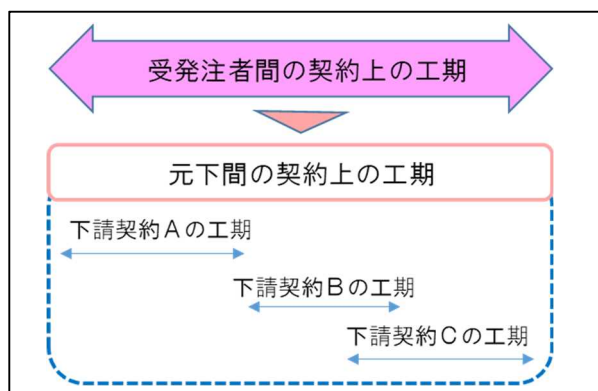 受発注者間の契約上の工期
元下間の契約上の工期
下請契約Ａの工期
下請契約Ｂの工期
下請契約Ｃの工期